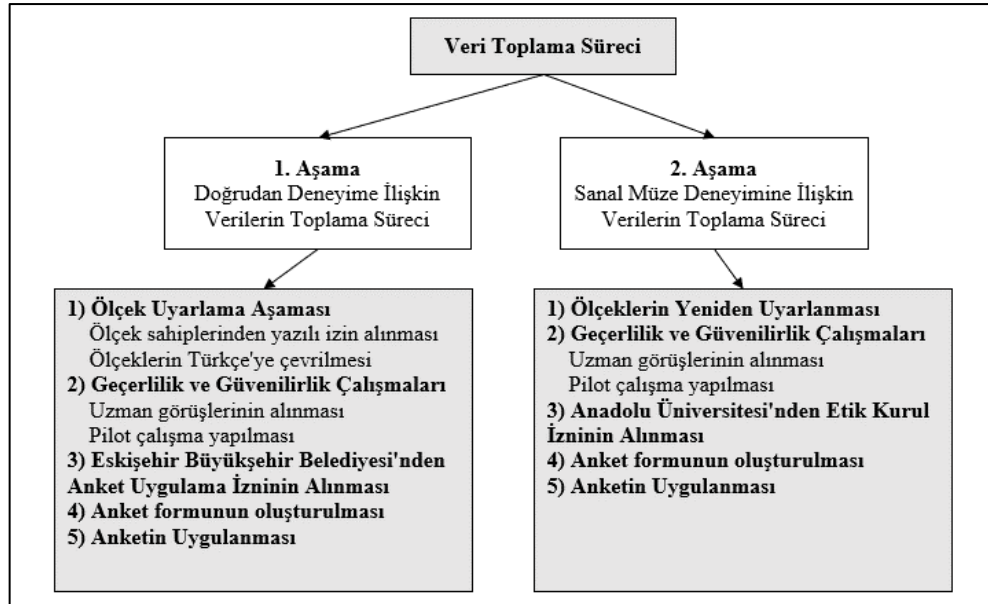 Veri Toplama Süreci
1. Aşama
Doğrudan Deneyime İlişkin
Verilerin Toplama Süreci
2. Aşama
Sanal Müze Deneyimine İlişkin
Verilerin Toplama Süreci
1) Ölçek Uyarlama Aşaması
Ölçek sahiplerinden yazılı izin alınması
Ölçeklerin Türkçe'ye çevrilmesi
2) Geçerlilik ve Güvenilirlik Çalışmaları
Uzman görüşlerinin alınması
Pilot çalışma yapılması
3) Eskişehir Büyükşehir Belediyesi'nden
Anket Uygulama İzninin Alınması
4) Anket formunun oluşturulması
5) Anketin Uygulanması
1) Ölçeklerin Yeniden Uyarlanması
2) Geçerlilik ve Güvenilirlik Çalışmaları
Uzman görüşlerinin alınması
Pilot çalışma yapılması
3) Anadolu Üniversitesi'nden Etik Kurul
İzninin Alınması
4) Anket formunun oluşturulması
5) Anketin Uygulanması